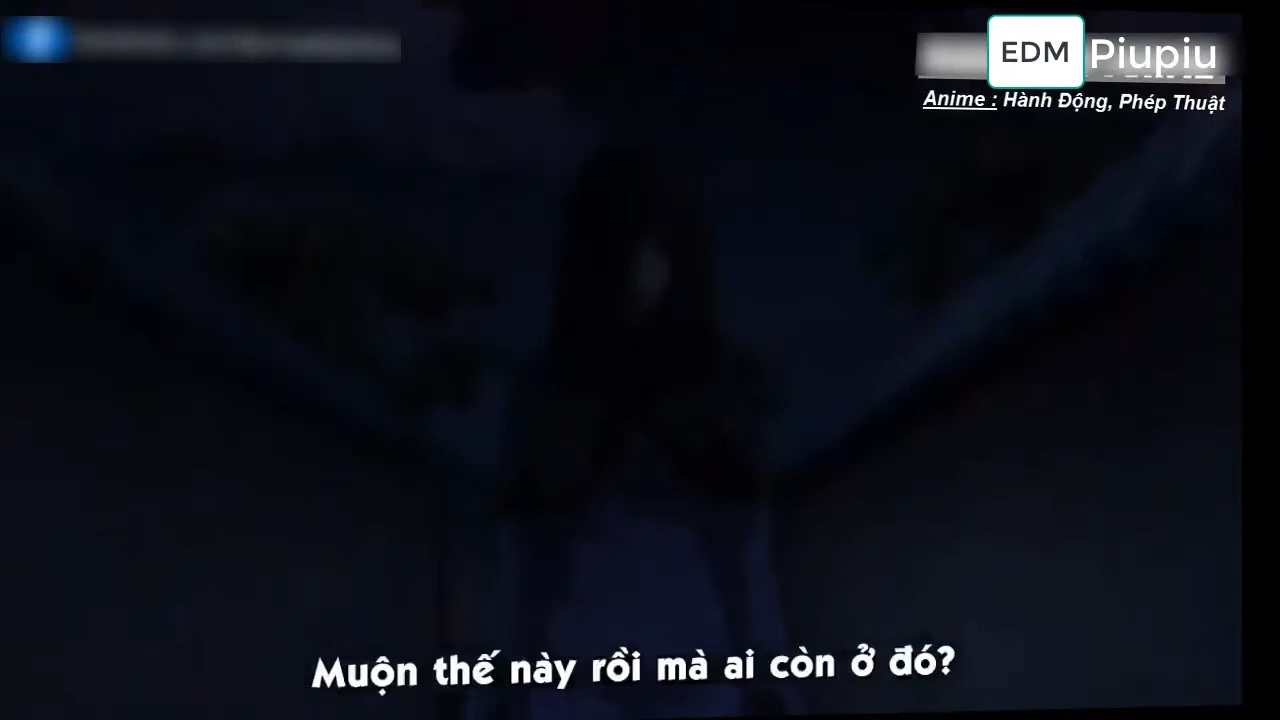 EDM Piupiu
Anime : Hành Động, Phép Thuật
Muộn thế này rồi mà ai còn ở đó?